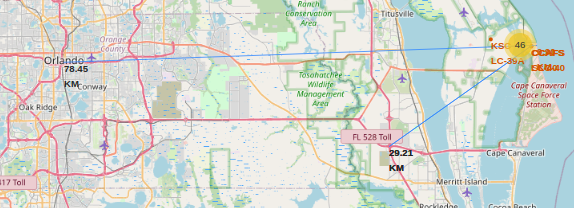 Ranch
Conservation
Area
Titusville
Orange
County
KSC
46
LC-39A
Orlando
78.45
KM
Conway
Tosohatchee
Wildlife
Management
Area
Cape Canaveral
Space Force
Station
Oak Ridge
FL 528 Toll
29.21
KM
Cape Canaveral
417 Toll
Merritt Island
Rockledge
Cocoa Beach